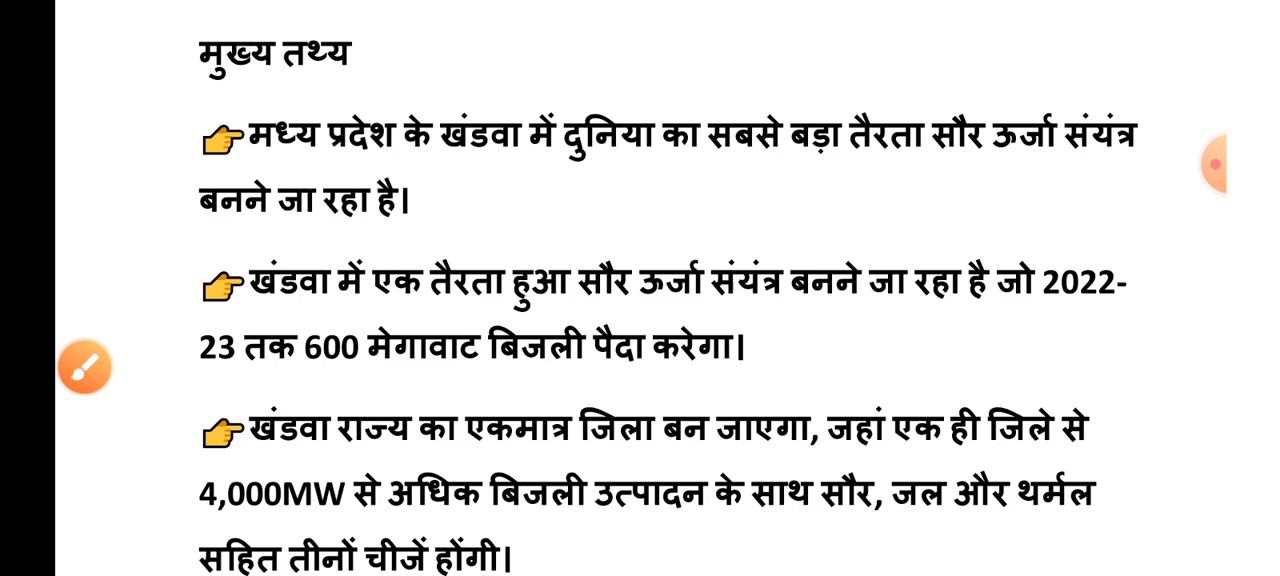 मुख्य तथ्य
👉मध्य प्रदेश के खंडवा में दुनिया का सबसे बड़ा तैरता सौर ऊर्जा संयंत्र
बनने जा रहा है।
👉खंडवा में एक तैरता हुआ सौर ऊर्जा संयंत्र बनने जा रहा है जो 2022-
23 तक 600 मेगावाट बिजली पैदा करेगा।
👉खंडवा राज्य का एकमात्र जिला बन जाएगा, जहां एक ही जिले से
4,000MW से अधिक बिजली उत्पादन के साथ सौर, जल और थर्मल
सहित तीनों चीजें होंगी।